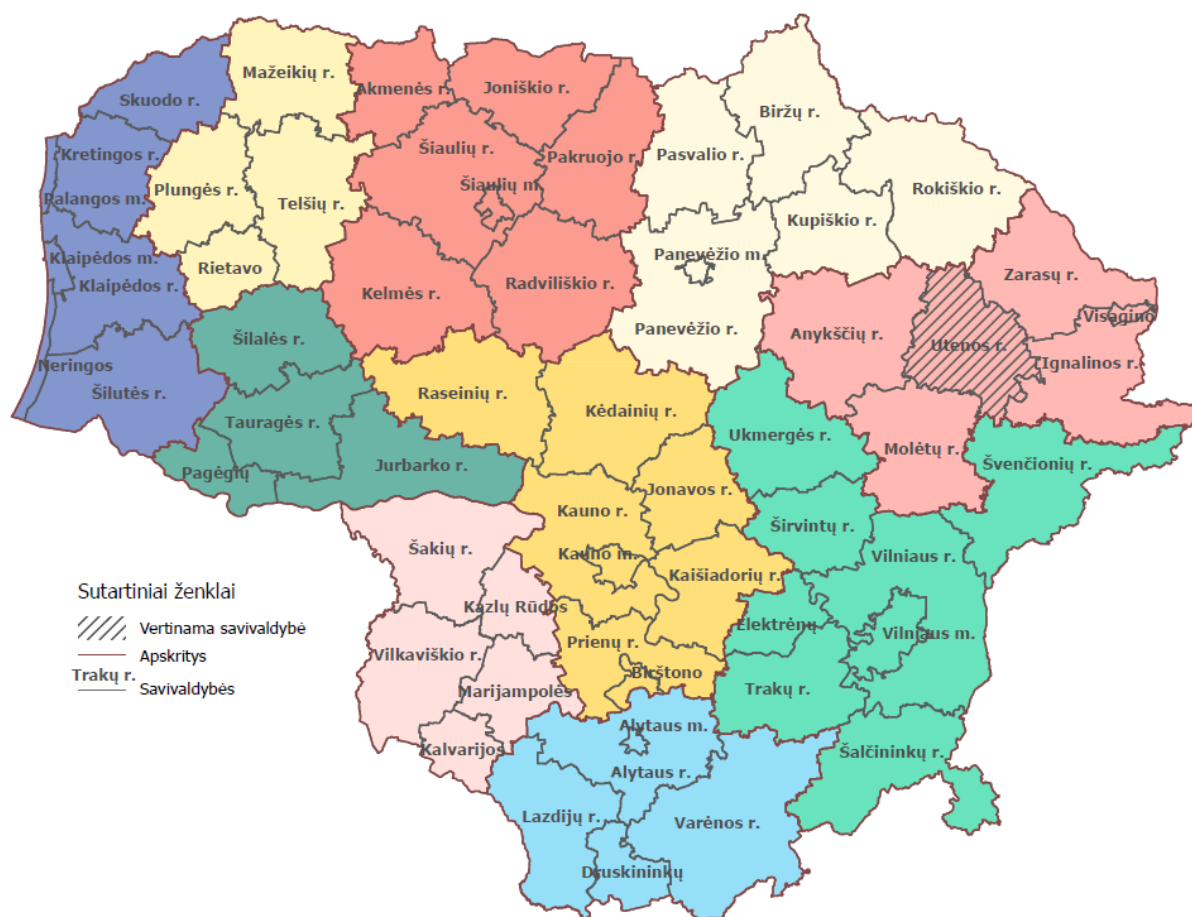 Mažeikių r.
Akmenės r.
Joniškio r.
Skuodo r.
Biržų r.
Kretingos r.
Šiaulių r.
Pakruojo r.
Pasvalio r.
Plungės r.
Šiaulių m.
Rokiškio r.
Palangos m.
Telšių r.
Kupiškio r.
Klaipėdos m.
Rietavo
Panevėžio m.
Klaipėdos r.
Kelmės r.
Radviliškio r.
Zarasų r.
Visagino
Šilalės r.
Panevėžio r.
Anykščių r.
Utenos r.
Neringos
Ignalinos r.
Šilutės r.
Raseinių r.
Kėdainių r.
Tauragės r.
Ukmergės r.
Molėtų r.
Švenčionių r.
Pagėgių
Jurbarko r.
Jonavos r.
Kauno r.
Širvintų r.
Šakių r.
Kauno m.
Vilniaus r.
Kaišiadorių r.
Kazlų Rūdos
Elektrėnų
Vilniaus m.
Prienų r.
Vilkaviškio r.
Birštono
Marijampolės
Trakų r.
Alytaus m.
Kalvarijos
Šalčininkų r.
Alytaus r.
Lazdijų r.
Varėnos r.
Druskininkų
Sutartiniai ženklai
Vertinama savivaldybė
Apskritys
Trakų r.
Savivaldybės